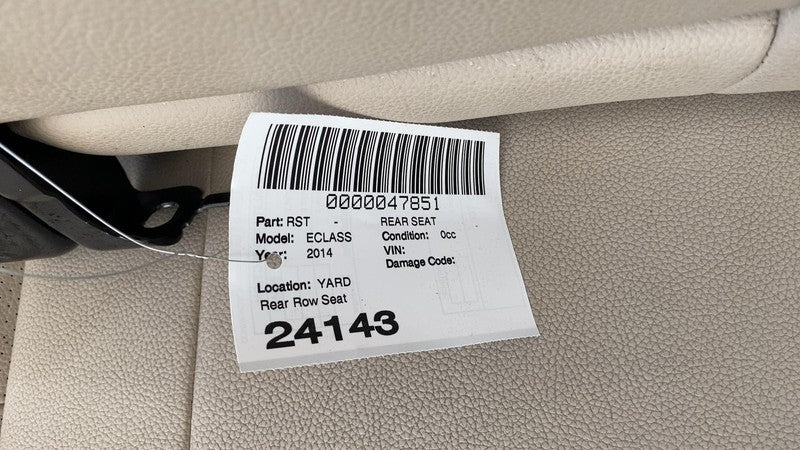 0000047851
Part: RST - REAR SEAT
Model: ECLASS Condition: 0cc
Year: 2014 VIN:
Damage Code:
Location: YARD
Rear Row Seat
24143